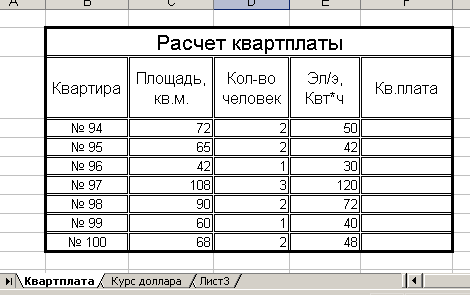 A B C D E F
Расчет квартплаты
Квартира Площадь, кв.м. Кол-во человек Эл/э, Квт*ч Кв.плата
№ 94 72 2 50
№ 95 65 2 42
№ 96 42 1 30
№ 97 108 3 120
№ 98 90 2 72
№ 99 60 1 40
№ 100 68 2 48
Квартплата Курс доллара Лист3